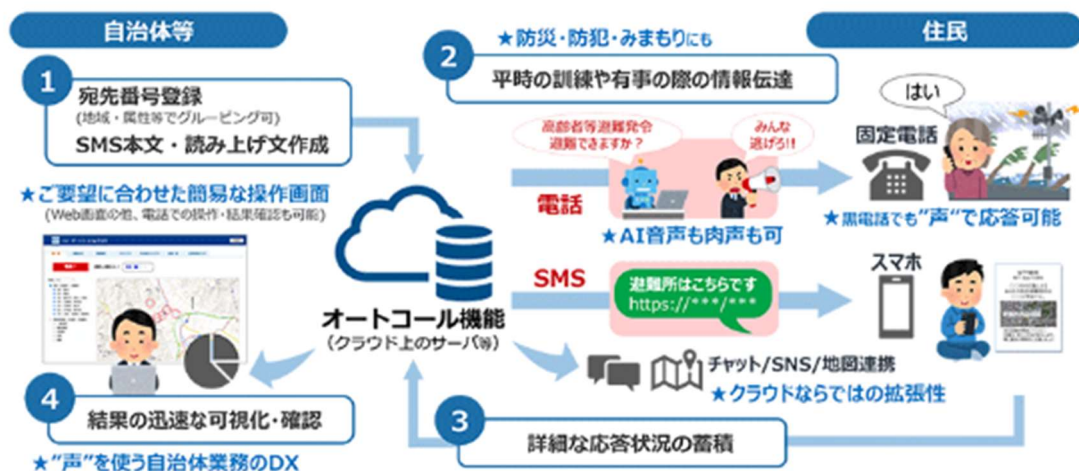 自治体等
1
宛先番号登録
(地域・属性等でグルーピング可)
SMS本文・読み上げ文作成
★ご要望に合わせた簡易な操作画面
(Web画面の他、電話での操作・結果確認も可能)
★防災・防犯・みまもりにも
2
平時の訓練や有事の際の情報伝達
住民
高齢者等避難発令
避難できますか?
みんな
逃げろ!!
電話
★AI音声も肉声も可
はい
固定電話
★黒電話でも"声"で応答可能
オートコール機能
(クラウド上のサーバ等)
SMS
避難所はこちらです
https://***/***
スマホ
チャット/SNS/地図連携
★クラウドならではの拡張性
3
詳細な応答状況の蓄積
4
結果の迅速な可視化・確認
★"声"を使う自治体業務のDX